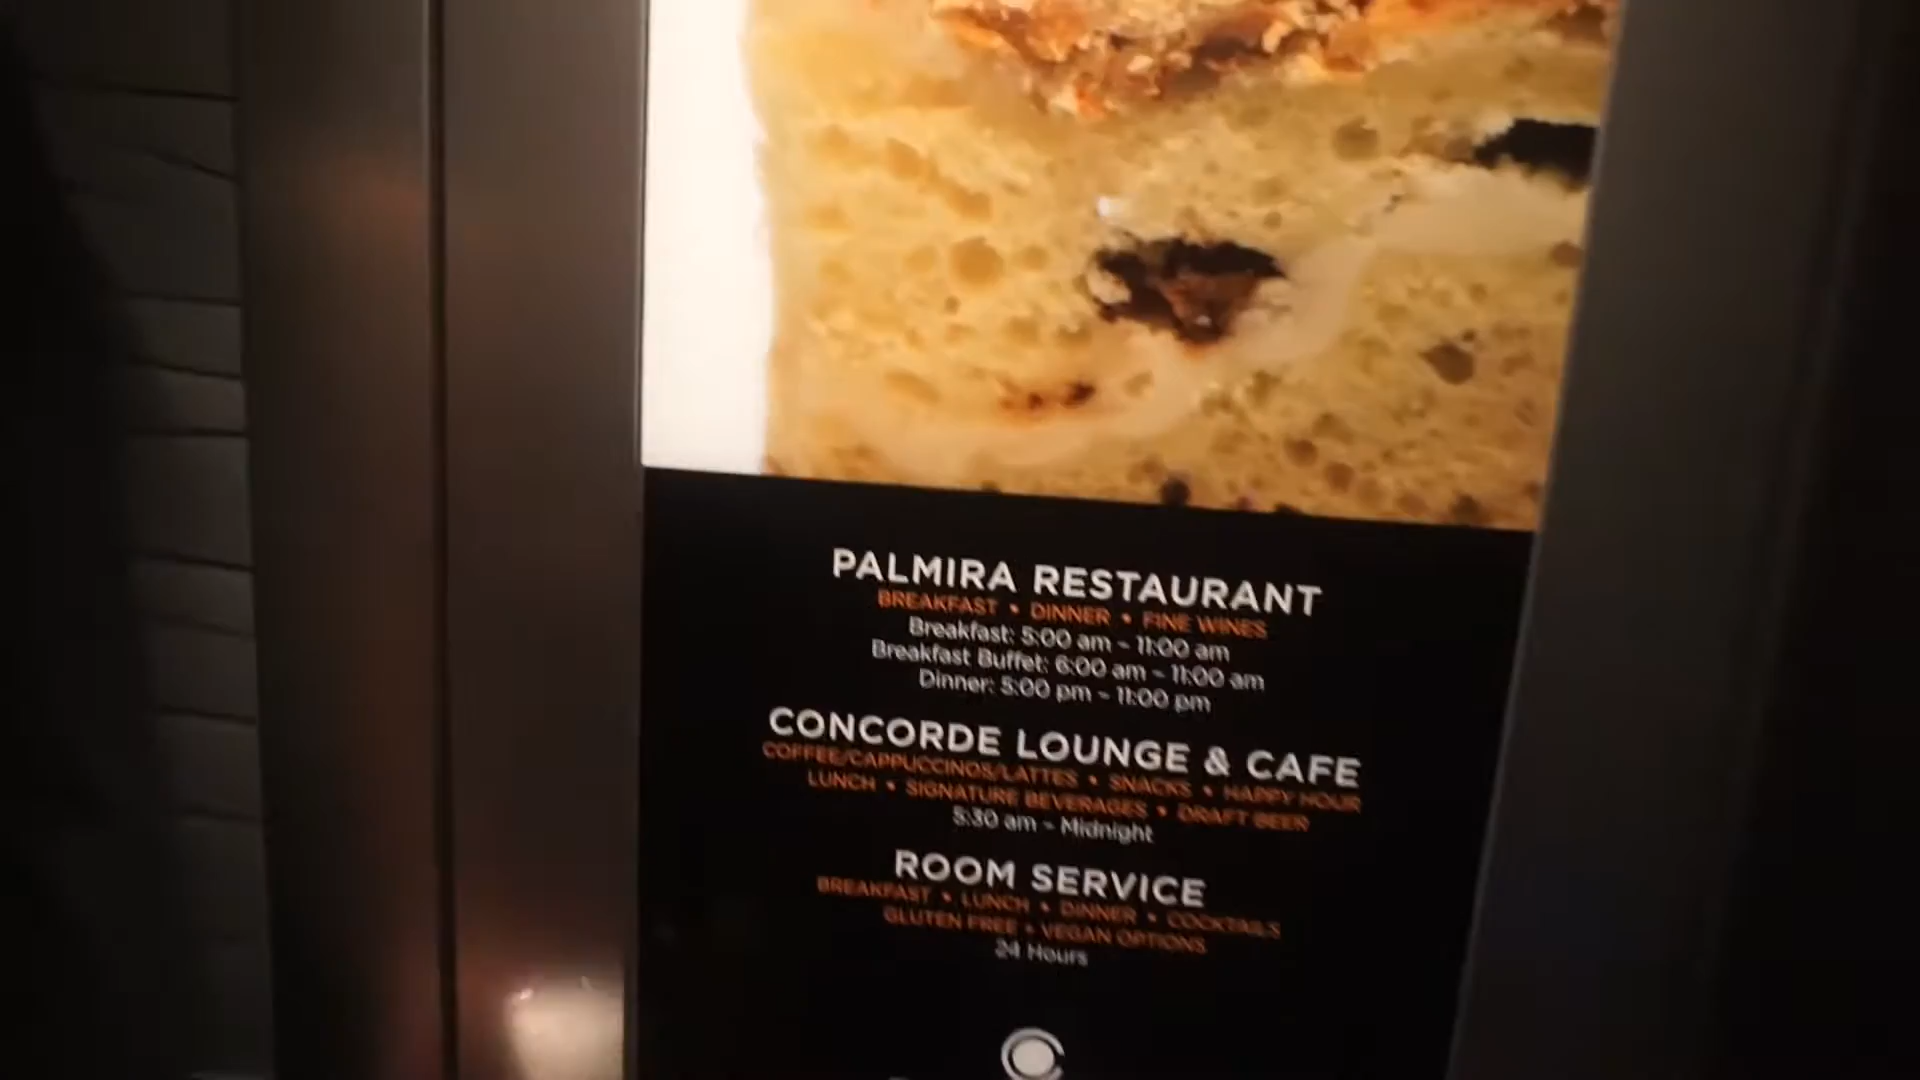 PALMIRA RESTAURANT
BREAKFAST • DINNER • FINE WINES
Breakfast: 5:00 am - 11:00 am
Breakfast Buffet: 6:00 am - 11:00 am
Dinner: 5:00 pm - 11:00 pm
CONCORDE LOUNGE & CAFE
COFFEE/CAPPUCCINOS/LATTES • SNACKS • HAPPY HOUR
LUNCH • SIGNATURE BEVERAGES • DRAFT BEER
5:30 am - Midnight
ROOM SERVICE
BREAKFAST • LUNCH • DINNER • COCKTAILS
GLUTEN FREE • VEGAN OPTIONS
24 Hours